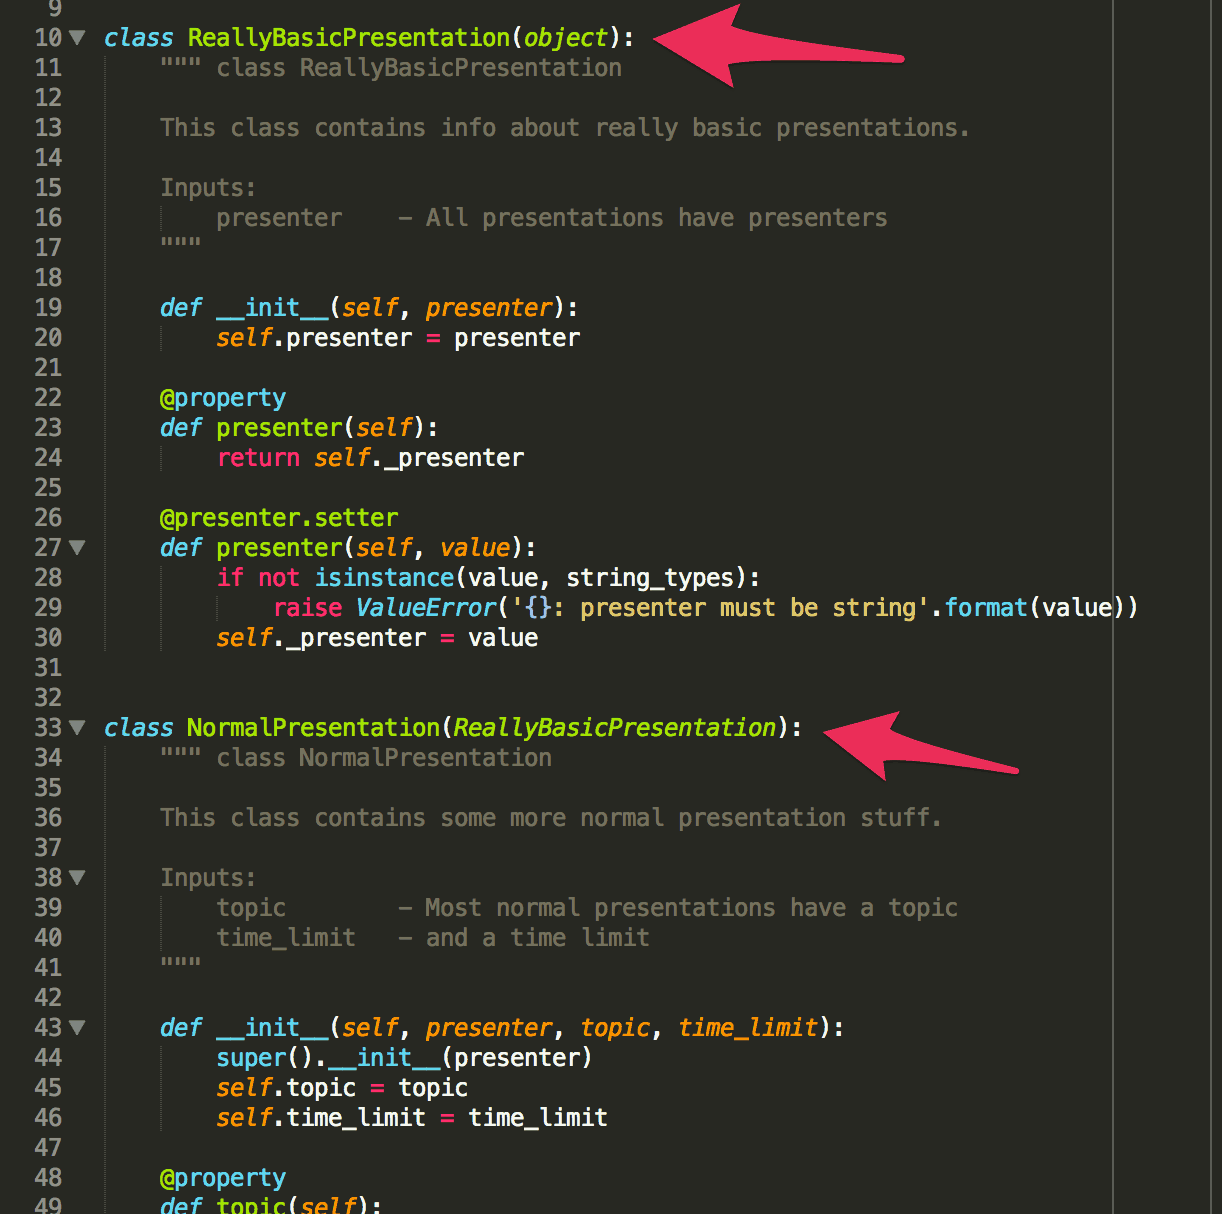 9
10 class ReallyBasicPresentation(object):
11     """ class ReallyBasicPresentation
12
13     This class contains info about really basic presentations.
14
15     Inputs:
16         presenter    - All presentations have presenters
17     """
18
19     def __init__(self, presenter):
20         self.presenter = presenter
21
22     @property
23     def presenter(self):
24         return self._presenter
25
26     @presenter.setter
27     def presenter(self, value):
28         if not isinstance(value, string_types):
29             raise ValueError('{}: presenter must be string'.format(value))
30         self._presenter = value
31
32
33 class NormalPresentation(ReallyBasicPresentation):
34     """ class NormalPresentation
35
36     This class contains some more normal presentation stuff.
37
38     Inputs:
39         topic        - Most normal presentations have a topic
40         time_limit   - and a time limit
41     """
42
43     def __init__(self, presenter, topic, time_limit):
44         super().__init__(presenter)
45         self.topic = topic
46         self.time_limit = time_limit
47
48     @property
49     def topic(self):